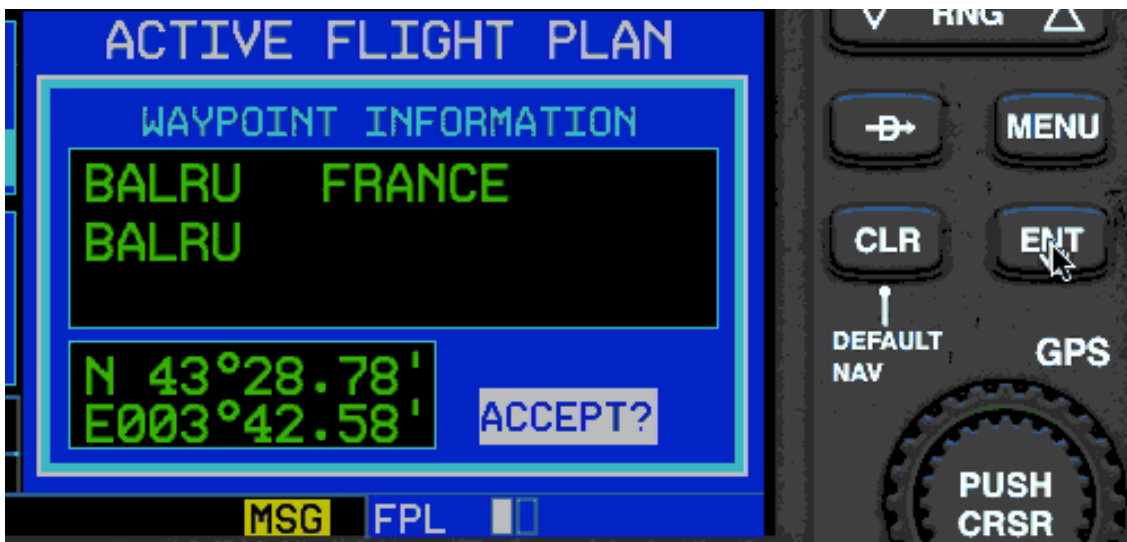 ACTIVE FLIGHT PLAN
WAYPOINT INFORMATION
BALRU FRANCE
BALRU
N 43°28.78'
E003°42.58'
ACCEPT?
MSG FPL
RNG
MENU
CLR ENT
DEFAULT
NAV
GPS
PUSH
CRSR